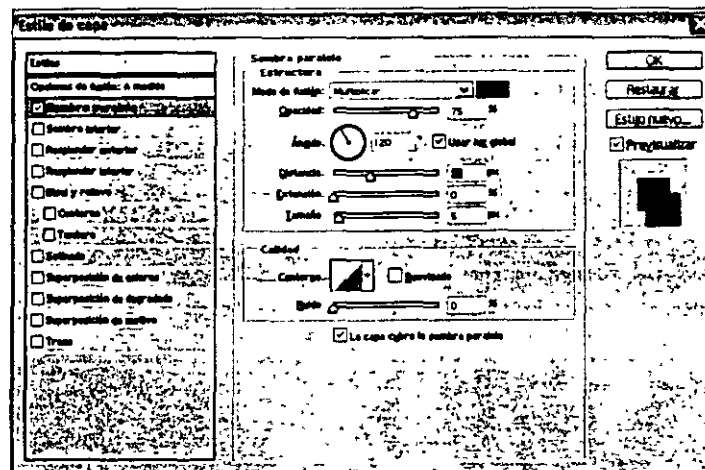 Estilo de capa
Estilos
Opciones de fusión: A medida
Sombra paralela
Sombra interior
Resplandor exterior
Resplandor interior
Bisel y relieve
Contorno
Textura
Satinado
Superposición de colores
Superposición de degradado
Superposición de motivo
Trazo
Sombra paralela
Estructura
Modo de fusión: Multiplicar
Opacidad: 75 %
Ángulo: 120 ° Usar luz global
Distancia: px
Extensión: 0 %
Tamaño: 5 px
Calidad
Contorno: Suavizado
Ruido: 0 %
La capa cubre la sombra paralela
OK
Restaurar
Estilo nuevo...
Previsualizar